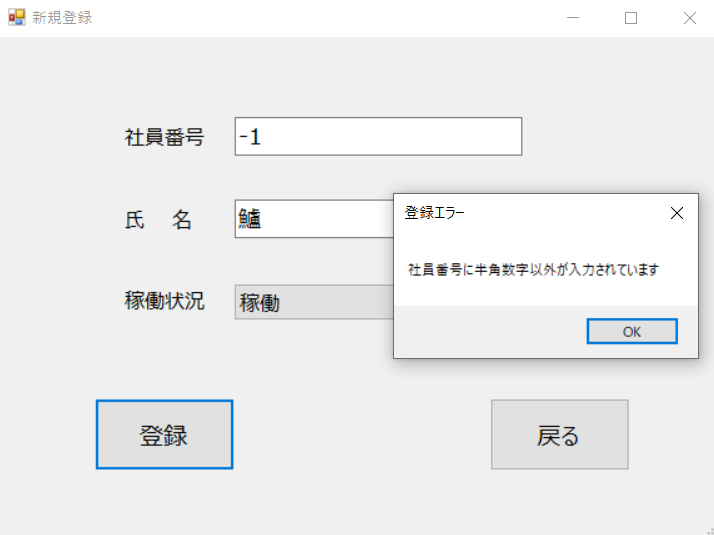 新規登録
社員番号
-1
氏 名
鱸
稼働状況
稼働
登録エラー
社員番号に半角数字以外が入力されています
OK
登録
戻る